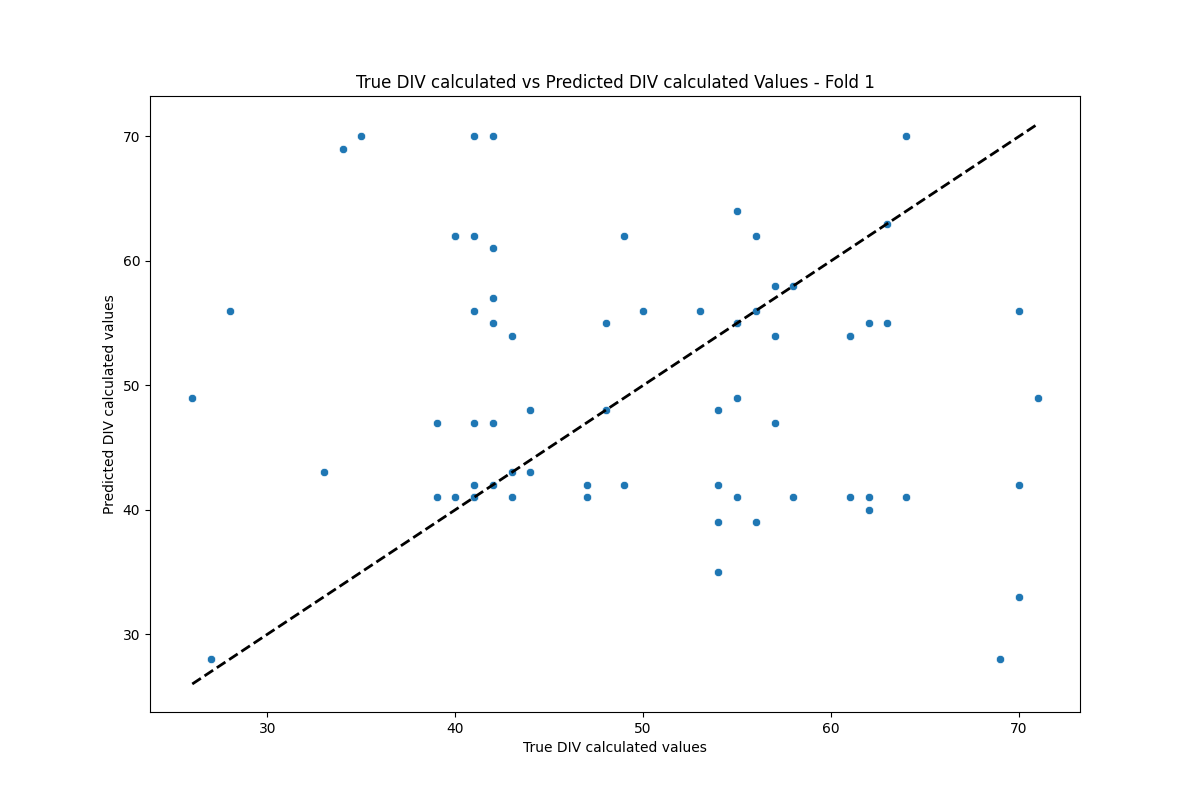 True DIV calculated vs Predicted DIV calculated Values - Fold 1
Predicted DIV calculated values
70
60
50
40
30
30 40 50 60 70
True DIV calculated values